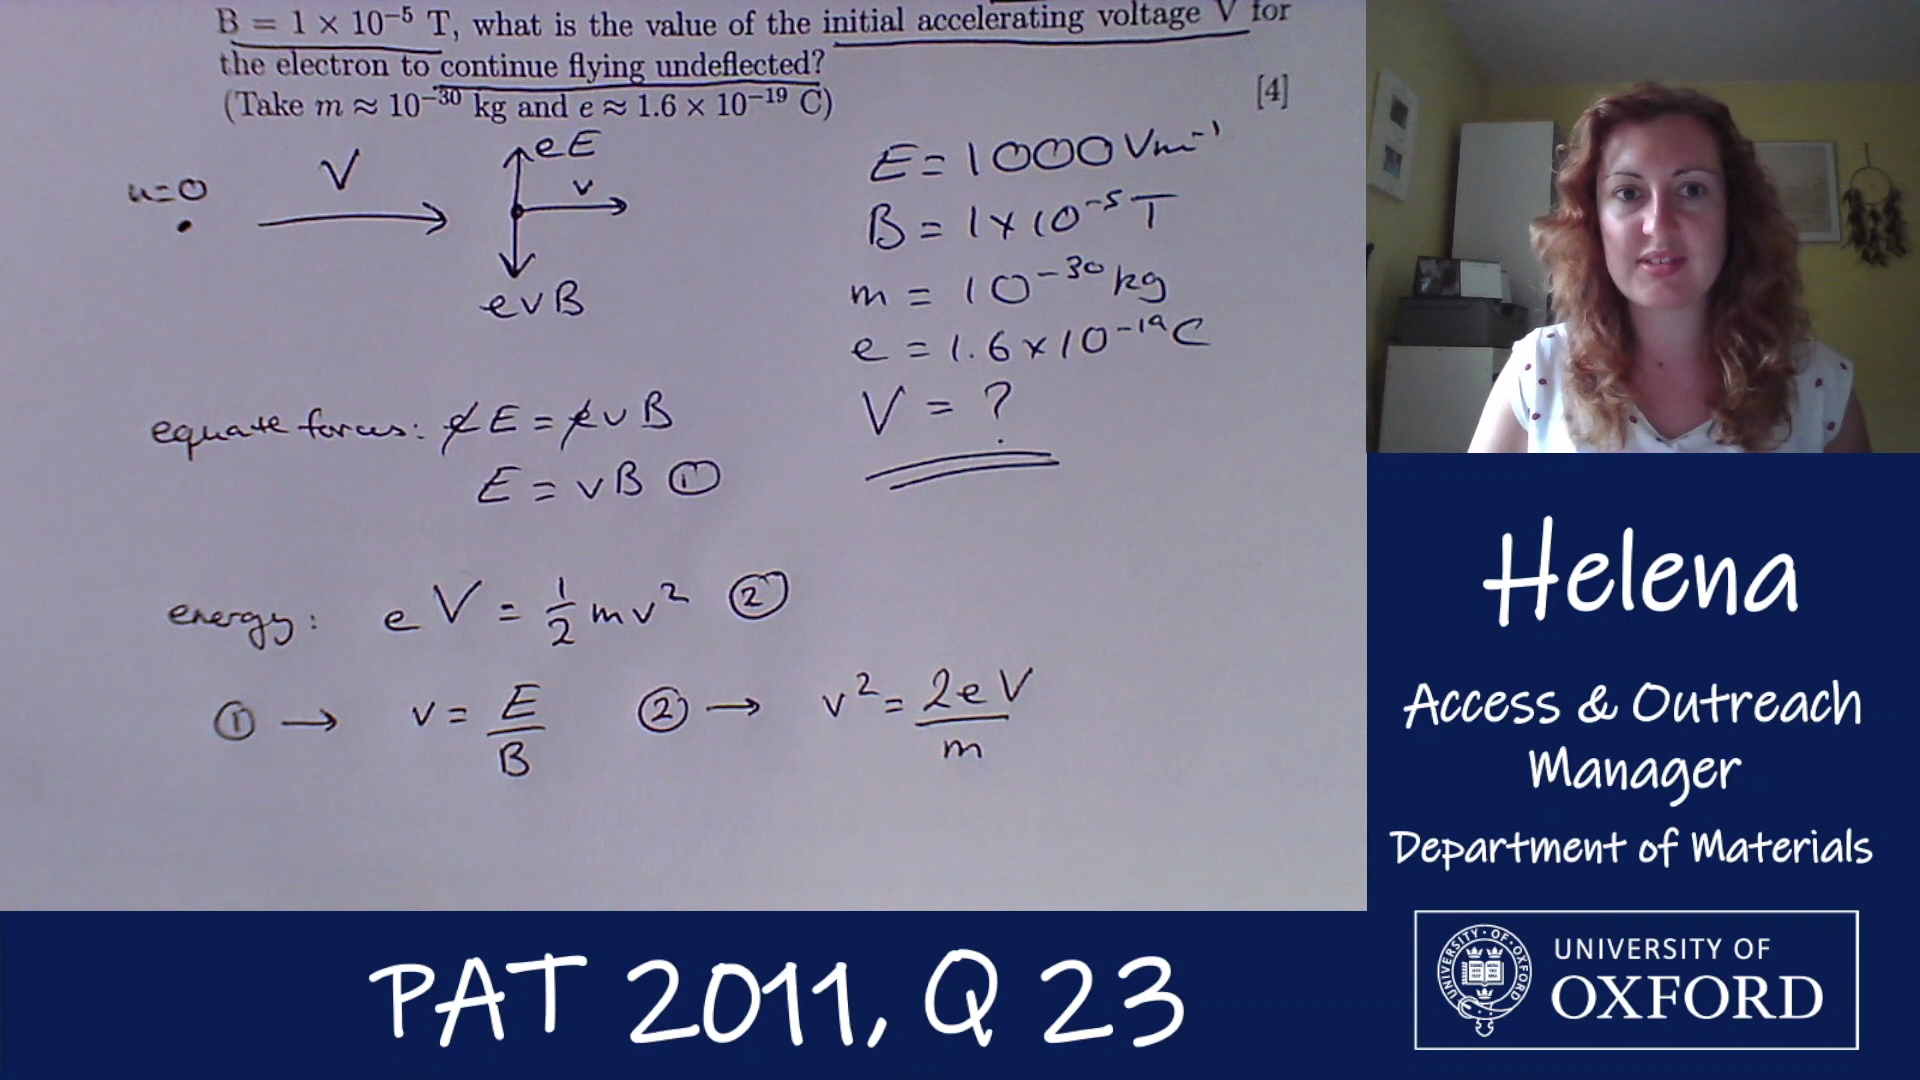 B = 1 × 10⁻⁵ T, what is the value of the initial accelerating voltage V for
the electron to continue flying undeflected?
(Take m ≈ 10⁻³⁰ kg and e ≈ 1.6 × 10⁻¹⁹ C)
[4]
u=0
V
eE
v
evB
E = 1000 Vm⁻¹
B = 1×10⁻⁵ T
m = 10⁻³⁰ kg
e = 1.6×10⁻¹⁹ C
V = ?
equate forces: eE = evB
E = vB ①
energy: eV = ½mv² ②
① → v = E/B ② → v² = 2eV/m
Helena
Access & Outreach
Manager
Department of Materials
PAT 2011, Q 23
UNIVERSITY OF
OXFORD